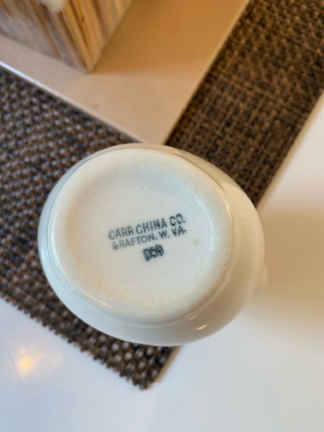 CARR CHINA CO.
GRAFTON, W. VA.